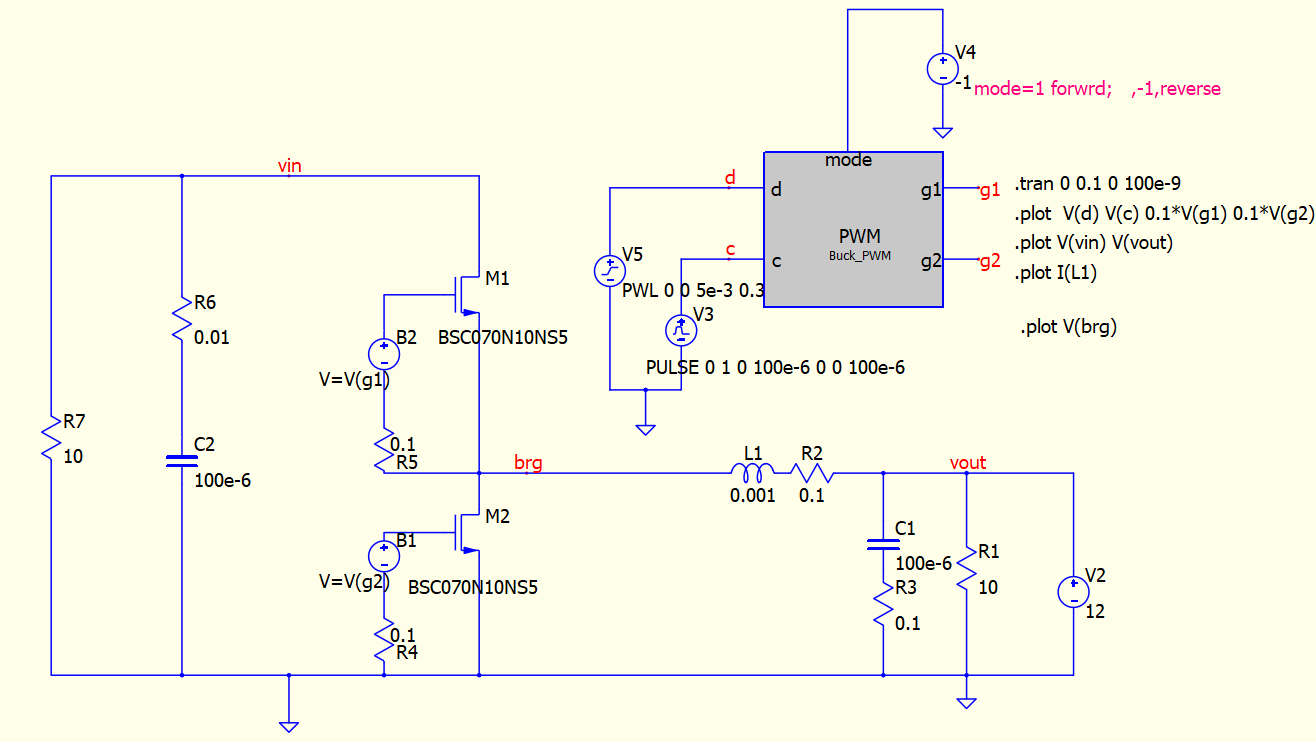 V4
-1
mode=1 forwrd;   ,-1,reverse
mode
vin
d
d
g1
g1
.tran 0 0.1 0 100e-9
.plot  V(d) V(c) 0.1*V(g1) 0.1*V(g2)
PWM
Buck_PWM
.plot V(vin) V(vout)
c
c
g2
g2
.plot I(L1)
V5
PWL 0 0 5e-3 0.3
M1
BSC070N10NS5
R6
0.01
V3
PULSE 0 1 0 100e-6 0 0 100e-6
.plot V(brg)
B2
V=V(g1)
R7
10
C2
100e-6
0.1
R5
brg
L1
0.001
R2
0.1
vout
M2
BSC070N10NS5
B1
V=V(g2)
C1
100e-6
R1
10
R3
0.1
V2
12
0.1
R4